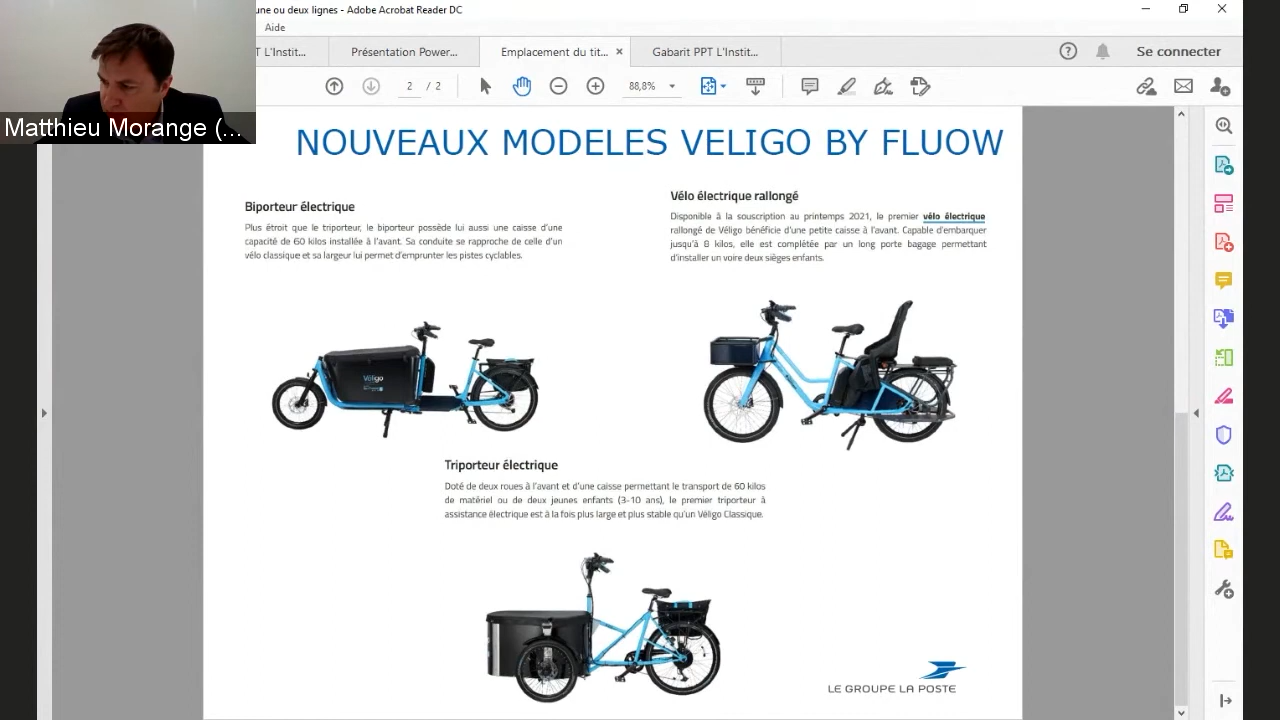 une ou deux lignes - Adobe Acrobat Reader DC
Aide
T L'Instit...
Présentation Power...
Emplacement du tit... ×
Gabarit PPT L'Instit...
Se connecter
2 / 2
88,8%
Matthieu Morange (...
NOUVEAUX MODELES VELIGO BY FLUOW
Biporteur électrique
Plus étroit que le triporteur, le biporteur possède lui aussi une caisse d'une
capacité de 60 kilos installée à l'avant. Sa conduite se rapproche de celle d'un
vélo classique et sa largeur lui permet d'emprunter les pistes cyclables.
Vélo électrique rallongé
Disponible à la souscription au printemps 2021, le premier vélo électrique
rallongé de Véligo bénéficie d'une petite caisse à l'avant. Capable d'embarquer
jusqu'à 8 kilos, elle est complétée par un long porte bagage permettant
d'installer un voire deux sièges enfants.
Véligo
Triporteur électrique
Doté de deux roues à l'avant et d'une caisse permettant le transport de 60 kilos
de matériel ou de deux jeunes enfants (3-10 ans), le premier triporteur à
assistance électrique est à la fois plus large et plus stable qu'un Véligo Classique.
LE GROUPE LA POSTE